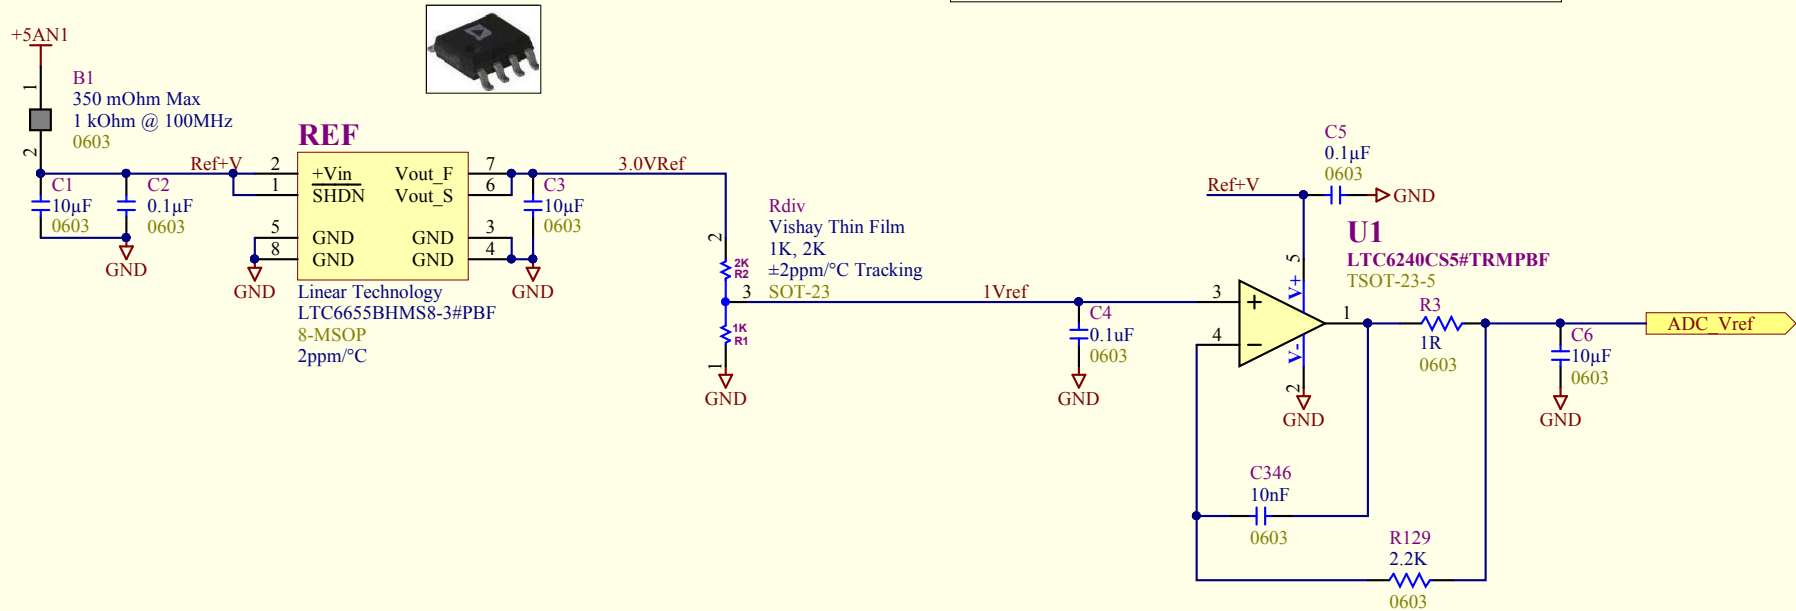 +5AN1
1
B1
350 mOhm Max
1 kOhm @ 100MHz
0603
2
C1
10µF
0603
C2
0.1µF
0603
GND
Ref+V
REF
2
+Vin
1
SHDN
5
GND
8
GND
Vout_F
7
Vout_S
6
GND
3
GND
4
GND
Linear Technology
LTC6655BHMS8-3#PBF
8-MSOP
2ppm/°C
C3
10µF
0603
GND
3.0VRef
Rdiv
Vishay Thin Film
1K, 2K
±2ppm/°C Tracking
SOT-23
2
2K
R2
3
1K
R1
1
GND
1Vref
C4
0.1uF
0603
GND
Ref+V
C5
0.1µF
0603
GND
U1
LTC6240CS5#TRMPBF
TSOT-23-5
5
V+
3
+
4
−
V-
2
GND
1
R3
1R
0603
C6
10µF
0603
GND
ADC_Vref
C346
10nF
0603
R129
2.2K
0603